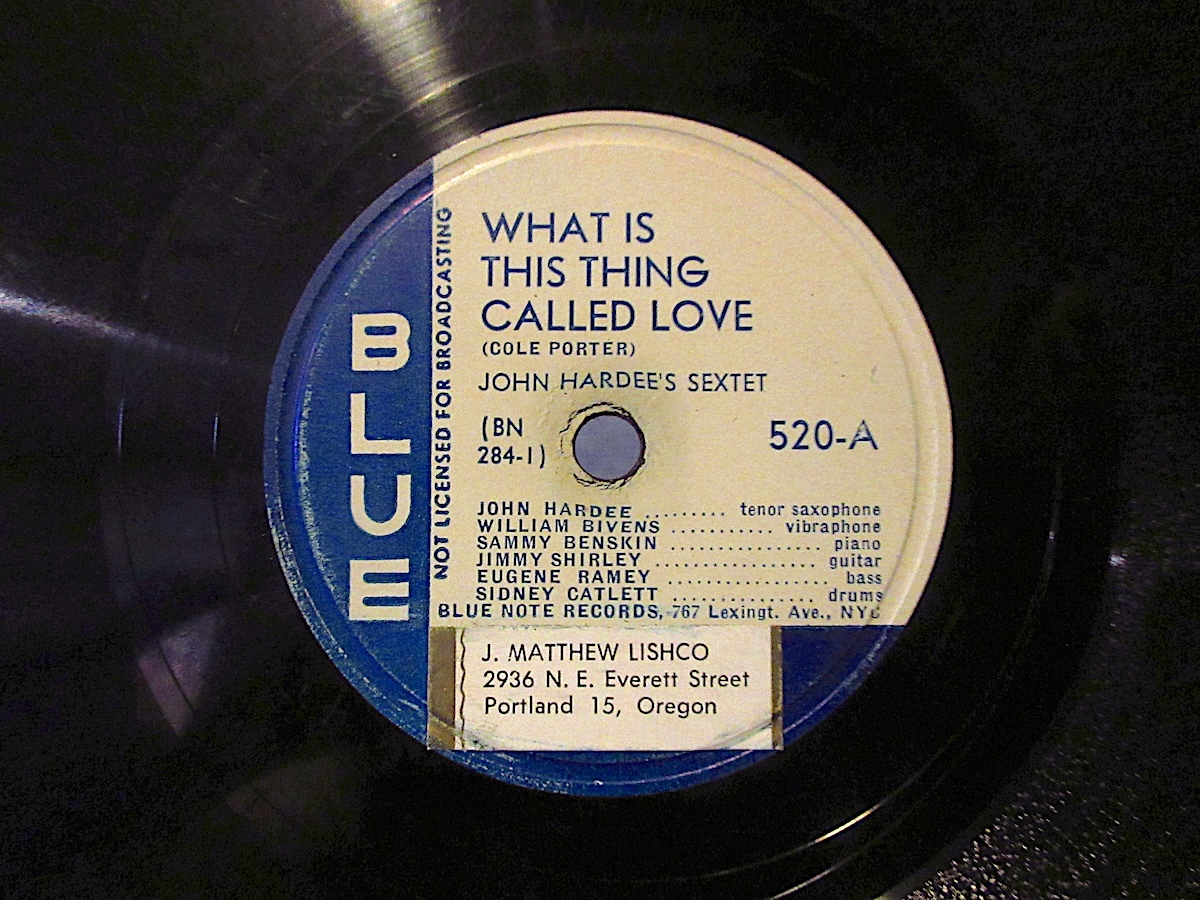 BLUE
NOT LICENSED FOR BROADCASTING
WHAT IS
THIS THING
CALLED LOVE
(COLE PORTER)
JOHN HARDEE'S SEXTET
(BN
284-1)
520-A
JOHN HARDEE ......... tenor saxophone
WILLIAM BIVENS ........... vibraphone
SAMMY BENSKIN ................ piano
JIMMY SHIRLEY ................. guitar
EUGENE RAMEY .................. bass
SIDNEY CATLETT ................ drums
BLUE NOTE RECORDS, 767 Lexingt. Ave., NYC
J. MATTHEW LISHCO
2936 N. E. Everett Street
Portland 15, Oregon